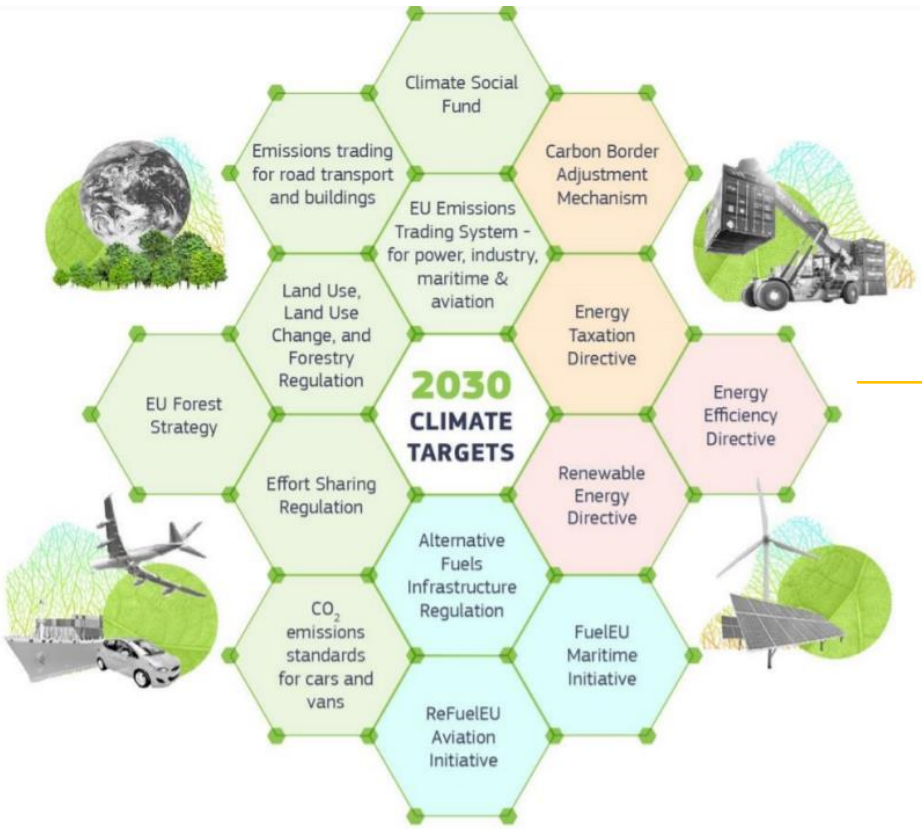 Climate Social
Fund
Emissions trading
for road transport
and buildings
Carbon Border
Adjustment
Mechanism
EU Emissions
Trading System -
for power, industry,
maritime &
aviation
Land Use,
Land Use
Change, and
Forestry
Regulation
Energy
Taxation
Directive
EU Forest
Strategy
2030
CLIMATE
TARGETS
Energy
Efficiency
Directive
Effort Sharing
Regulation
Renewable
Energy
Directive
Alternative
Fuels
Infrastructure
Regulation
CO₂
emissions
standards
for cars and
vans
FuelEU
Maritime
Initiative
ReFuelEU
Aviation
Initiative